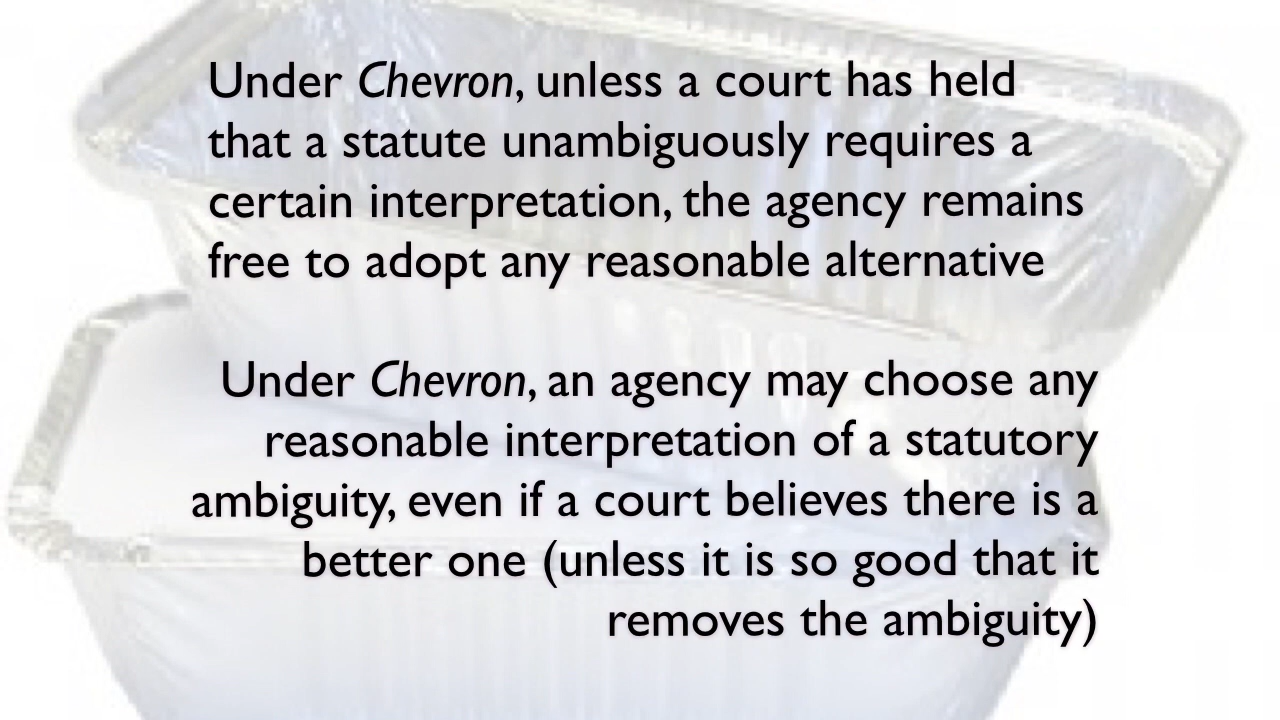 Under Chevron, unless a court has held
that a statute unambiguously requires a
certain interpretation, the agency remains
free to adopt any reasonable alternative
Under Chevron, an agency may choose any
reasonable interpretation of a statutory
ambiguity, even if a court believes there is a
better one (unless it is so good that it
removes the ambiguity)